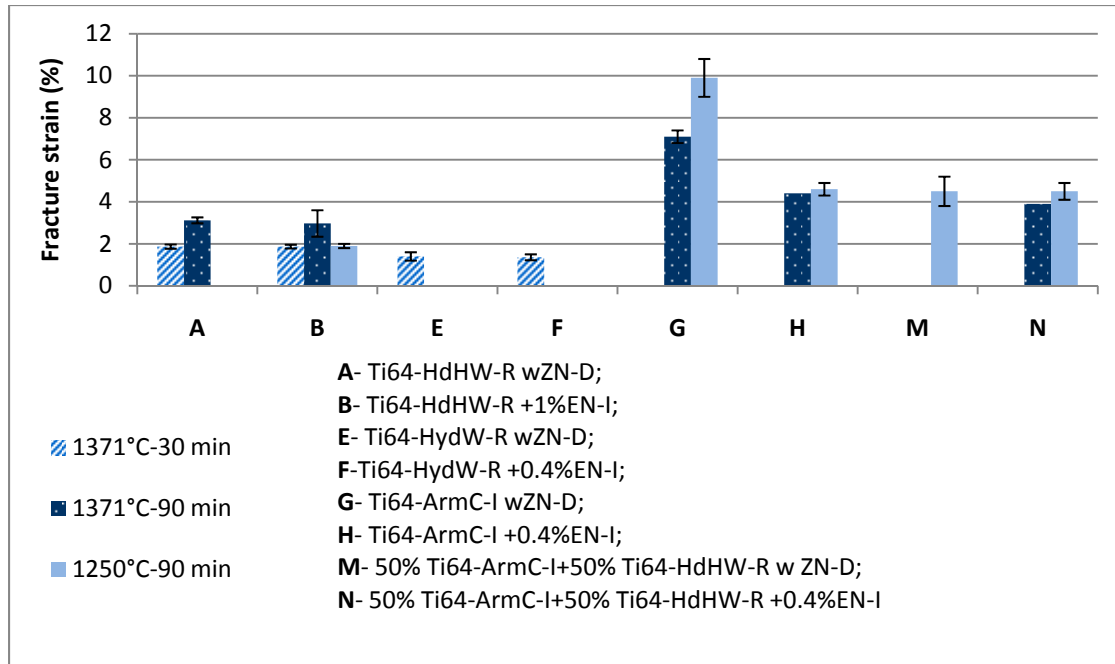 12
10
8
6
4
2
0
Fracture strain (%)
A B E F G H M N
A- Ti64-HdHW-R wZN-D;
B- Ti64-HdHW-R +1%EN-I;
E- Ti64-HydW-R wZN-D;
F-Ti64-HydW-R +0.4%EN-I;
G- Ti64-ArmC-I wZN-D;
H- Ti64-ArmC-I +0.4%EN-I;
M- 50% Ti64-ArmC-I+50% Ti64-HdHW-R w ZN-D;
N- 50% Ti64-ArmC-I+50% Ti64-HdHW-R +0.4%EN-I
1371°C-30 min
1371°C-90 min
1250°C-90 min